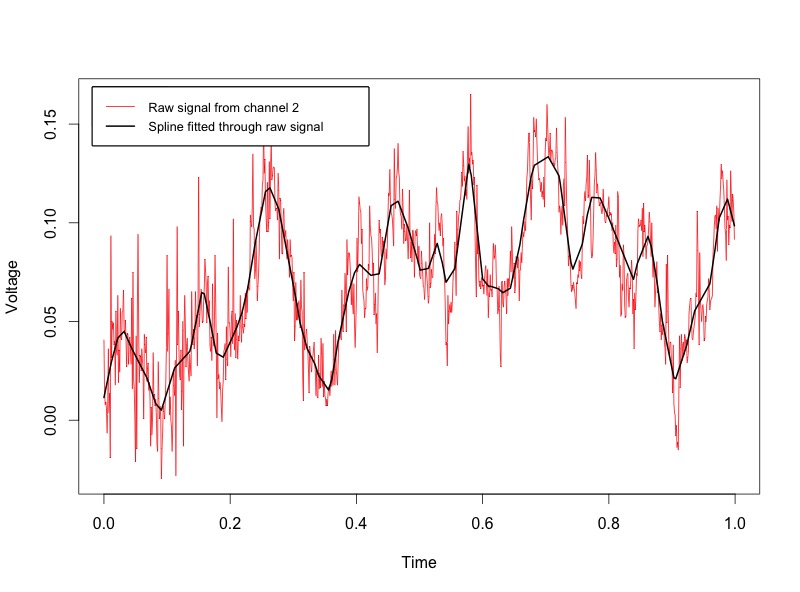 Raw signal from channel 2
Spline fitted through raw signal
0.15
0.10
0.05
0.00
Voltage
0.0 0.2 0.4 0.6 0.8 1.0
Time